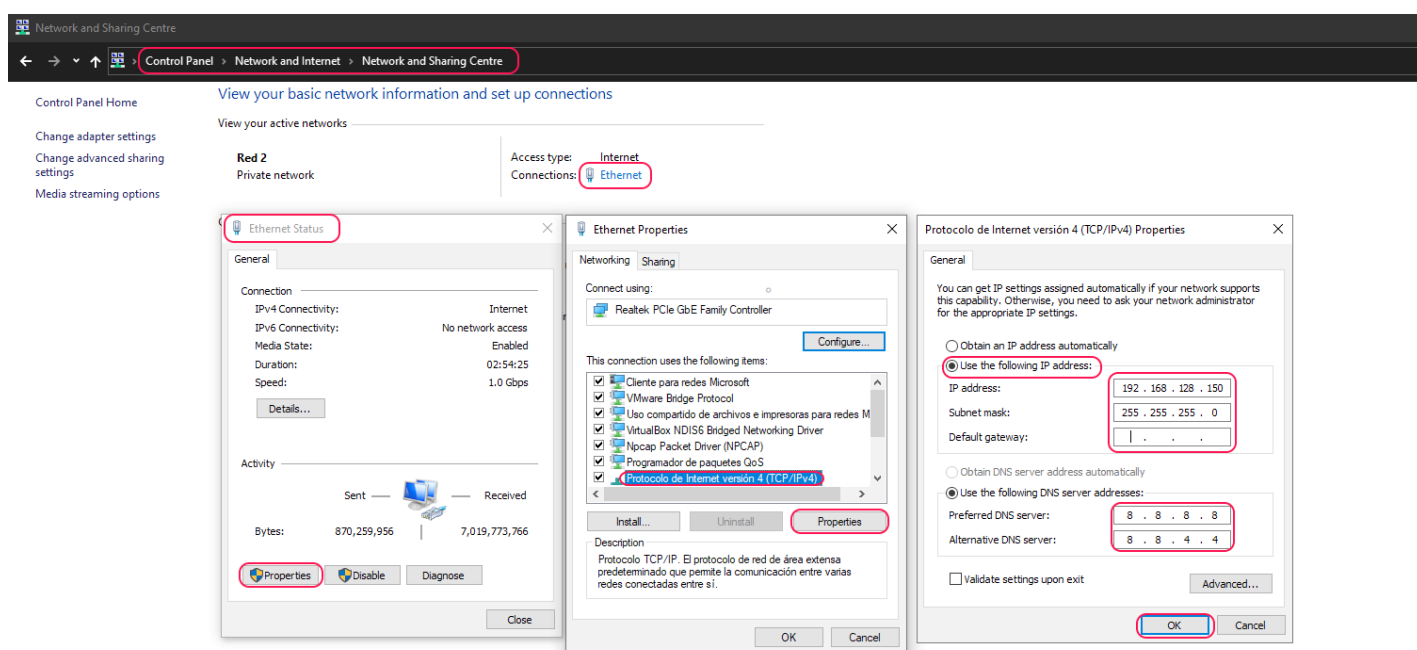 Network and Sharing Centre
Control Panel > Network and Internet > Network and Sharing Centre
Control Panel Home
Change adapter settings
Change advanced sharing
settings
Media streaming options
View your basic network information and set up connections
View your active networks
Red 2
Private network
Access type: Internet
Connections: Ethernet
Ethernet Status
General
Connection
IPv4 Connectivity: Internet
IPv6 Connectivity: No network access
Media State: Enabled
Duration: 02:54:25
Speed: 1.0 Gbps
Details...
Activity
Sent — — Received
Bytes: 870,259,956 | 7,019,773,766
Properties Disable Diagnose
Close
Ethernet Properties
Networking Sharing
Connect using:
Realtek PCIe GbE Family Controller
Configure...
This connection uses the following items:
Cliente para redes Microsoft
VMware Bridge Protocol
Uso compartido de archivos e impresoras para redes M
VirtualBox NDIS6 Bridged Networking Driver
Npcap Packet Driver (NPCAP)
Programador de paquetes QoS
Protocolo de Internet versión 4 (TCP/IPv4)
Install... Uninstall Properties
Description
Protocolo TCP/IP. El protocolo de red de área extensa
predeterminado que permite la comunicación entre varias
redes conectadas entre sí.
OK Cancel
Protocolo de Internet versión 4 (TCP/IPv4) Properties
General
You can get IP settings assigned automatically if your network supports
this capability. Otherwise, you need to ask your network administrator
for the appropriate IP settings.
Obtain an IP address automatically
Use the following IP address:
IP address: 192 . 168 . 128 . 150
Subnet mask: 255 . 255 . 255 . 0
Default gateway: . . .
Obtain DNS server address automatically
Use the following DNS server addresses:
Preferred DNS server: 8 . 8 . 8 . 8
Alternative DNS server: 8 . 8 . 4 . 4
Validate settings upon exit
Advanced...
OK Cancel